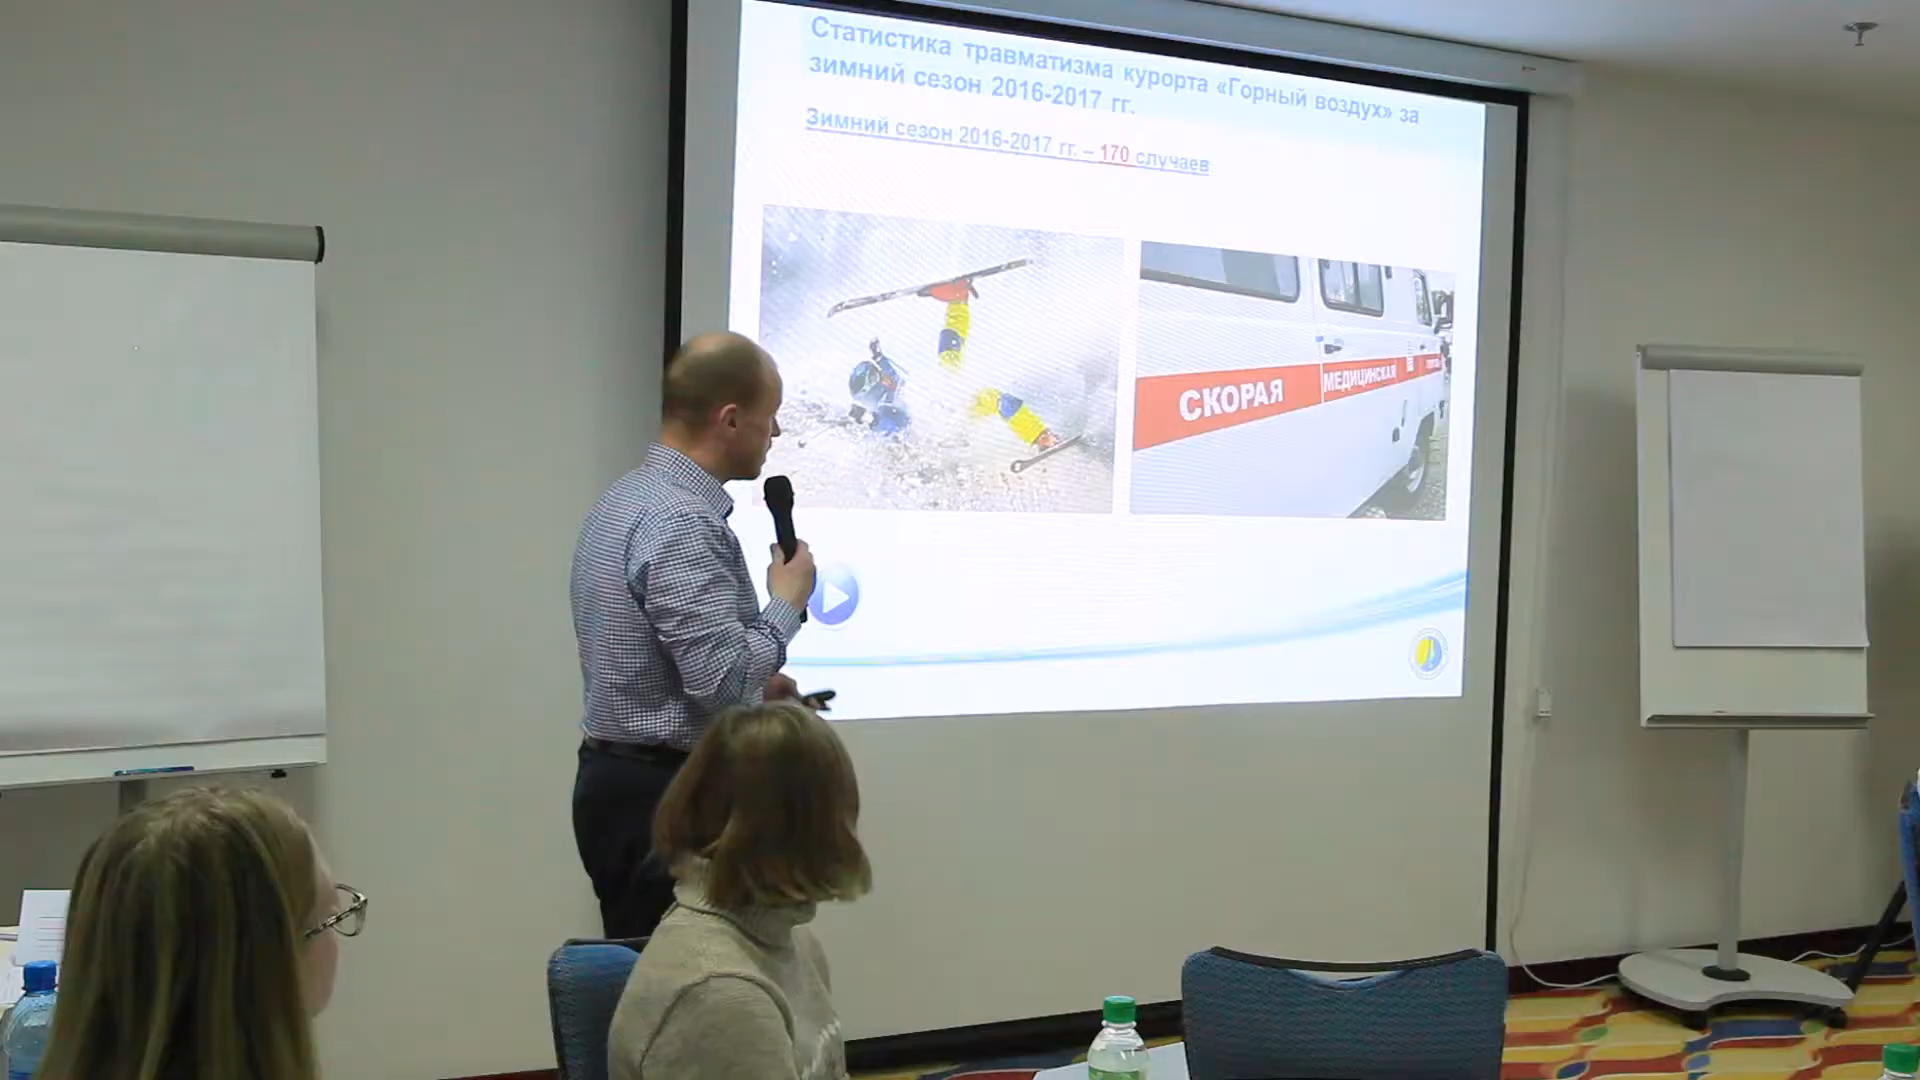 Статистика травматизма курорта «Горный воздух» за
зимний сезон 2016-2017 гг.
Зимний сезон 2016-2017 гг. – 170 случаев
СКОРАЯ
МЕДИЦИНСКАЯ